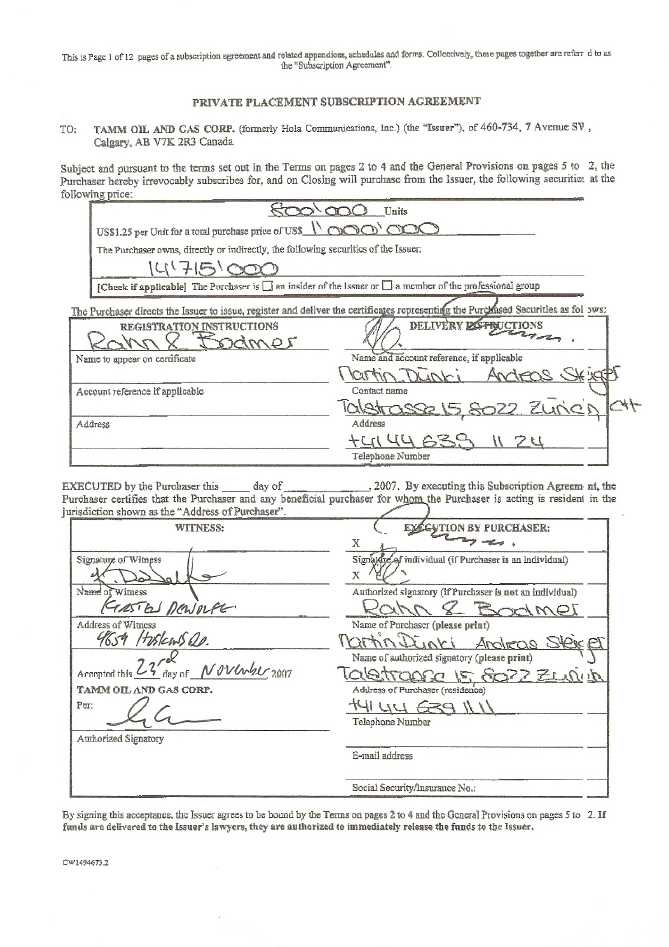 This is Page 1 of 12 pages of a subscription agreement and related appendices, schedules and forms. Collectively, these pages together are referr d to as
the "Subscription Agreement".
PRIVATE PLACEMENT SUBSCRIPTION AGREEMENT
TO: TAMM OIL AND GAS CORP. (formerly Hola Communications, Inc.) (the "Issuer"), of 460-734, 7 Avenue SW,
Calgary, AB V7K 2R3 Canada
Subject and pursuant to the terms set out in the Terms on pages 2 to 4 and the General Provisions on pages 5 to 2, the
Purchaser hereby irrevocably subscribes for, and on Closing will purchase from the Issuer, the following securities at the
following price:
800'000 Units
US$1.25 per Unit for a total purchase price of US$ 1'000'000
The Purchaser owns, directly or indirectly, the following securities of the Issuer:
14'715'000
[Check if applicable] The Purchaser is ☐ an insider of the Issuer or ☐ a member of the professional group
The Purchaser directs the Issuer to issue, register and deliver the certificates representing the Purchased Securities as fol ows:
REGISTRATION INSTRUCTIONS
Rahn & Bodmer
Name to appear on certificate
Account reference if applicable
Address
DELIVERY INSTRUCTIONS
Name and account reference, if applicable
Martin Dünki Andreas Steiger
Contact name
Talstrasse 15, 8022 Zürich CH
Address
+41 44 639 11 24
Telephone Number
EXECUTED by the Purchaser this ____ day of ____, 2007. By executing this Subscription Agreem nt, the
Purchaser certifies that the Purchaser and any beneficial purchaser for whom the Purchaser is acting is resident in the
jurisdiction shown as the "Address of Purchaser".
WITNESS:
Signature of Witness
Name of Witness
Address of Witness
4654 Hoskins Rd.
Accepted this 23rd day of November 2007
TAMM OIL AND GAS CORP.
Per:
Authorized Signatory
EXECUTION BY PURCHASER:
X
Signature of individual (if Purchaser is an individual)
X
Authorized signatory (if Purchaser is not an individual)
Rahn & Bodmer
Name of Purchaser (please print)
Martin Dünki Andreas Steiger
Name of authorized signatory (please print)
Talstrasse 15, 8022 Zürich
Address of Purchaser (residence)
+41 44 639 11 11
Telephone Number
E-mail address
Social Security/Insurance No.:
By signing this acceptance, the Issuer agrees to be bound by the Terms on pages 2 to 4 and the General Provisions on pages 5 to 2. If
funds are delivered to the Issuer's lawyers, they are authorized to immediately release the funds to the Issuer.
CW1494673.2